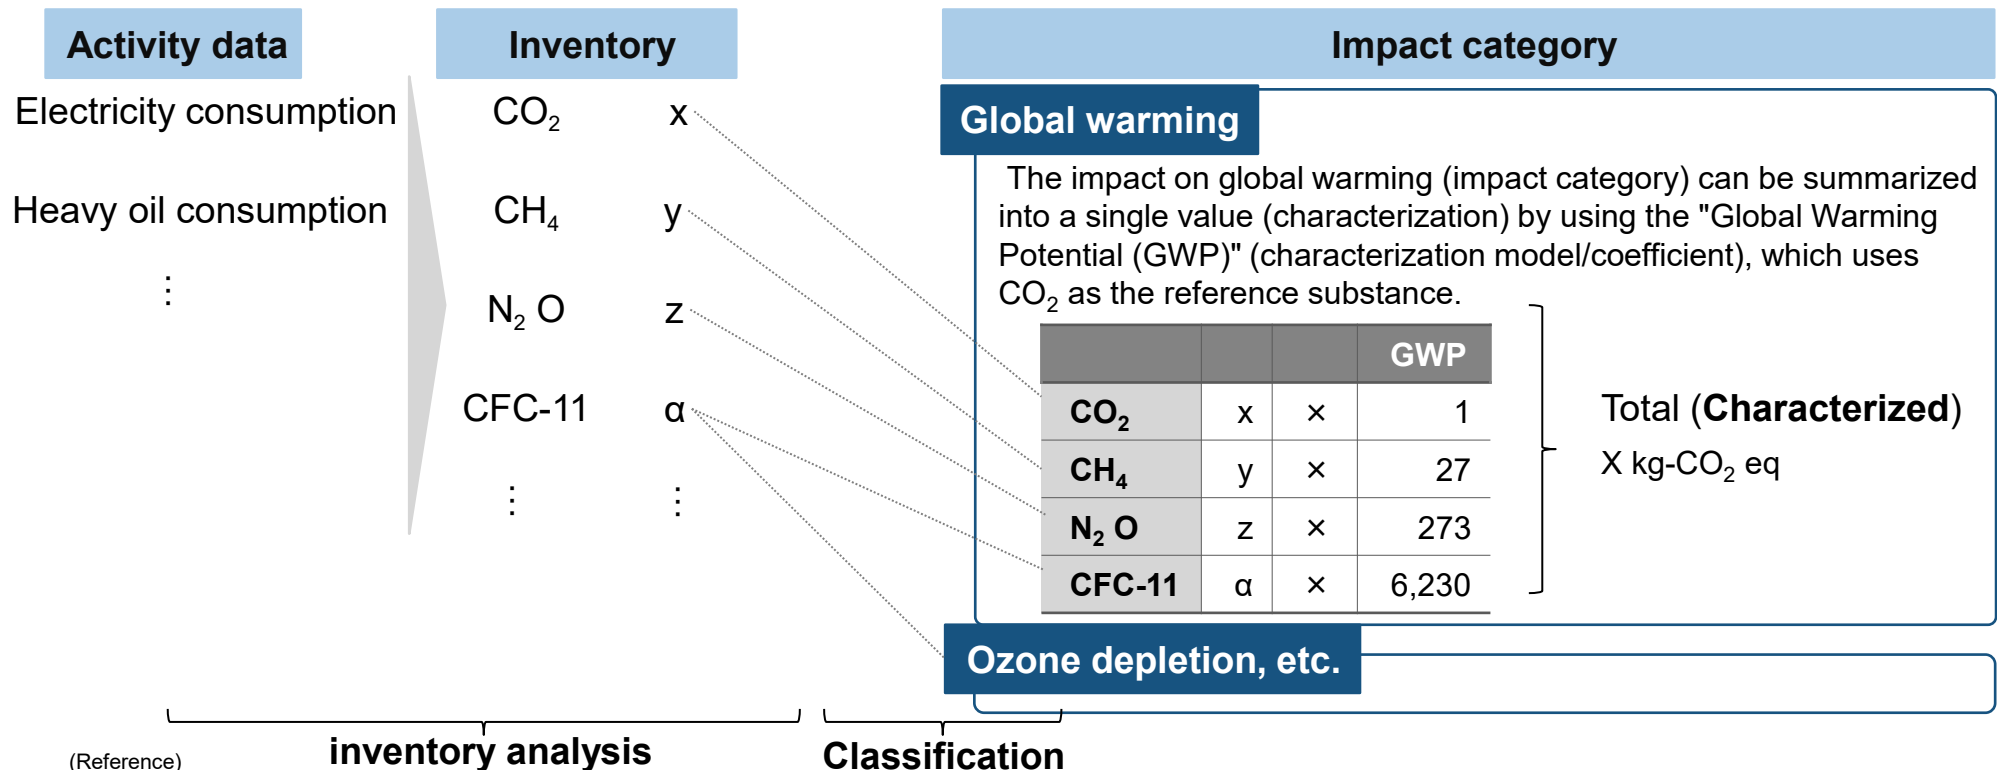 Activity data
Inventory
Impact category
Electricity consumption
Heavy oil consumption
⋮
CO₂ x
CH₄ y
N₂ O z
CFC-11 α
⋮ ⋮
Global warming
The impact on global warming (impact category) can be summarized
into a single value (characterization) by using the "Global Warming
Potential (GWP)" (characterization model/coefficient), which uses
CO₂ as the reference substance.
GWP
CO₂ x × 1
CH₄ y × 27
N₂ O z × 273
CFC-11 α × 6,230
Total (Characterized)
X kg-CO₂ eq
Ozone depletion, etc.
inventory analysis
Classification
(Reference)